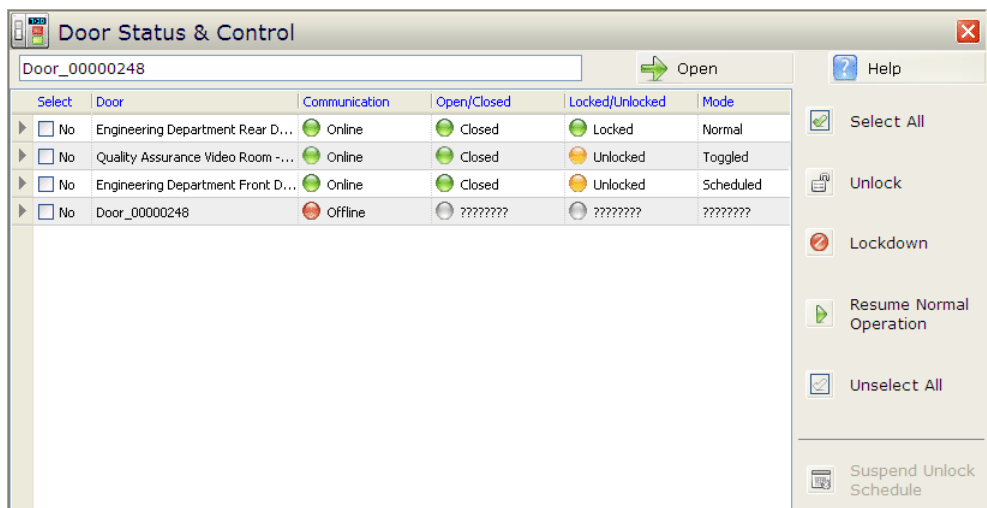 Door Status & Control
Door_00000248 Open Help
Select Door Communication Open/Closed Locked/Unlocked Mode
No Engineering Department Rear D... Online Closed Locked Normal
No Quality Assurance Video Room -... Online Closed Unlocked Toggled
No Engineering Department Front D... Online Closed Unlocked Scheduled
No Door_00000248 Offline ???????? ???????? ????????
Select All
Unlock
Lockdown
Resume Normal
Operation
Unselect All
Suspend Unlock
Schedule